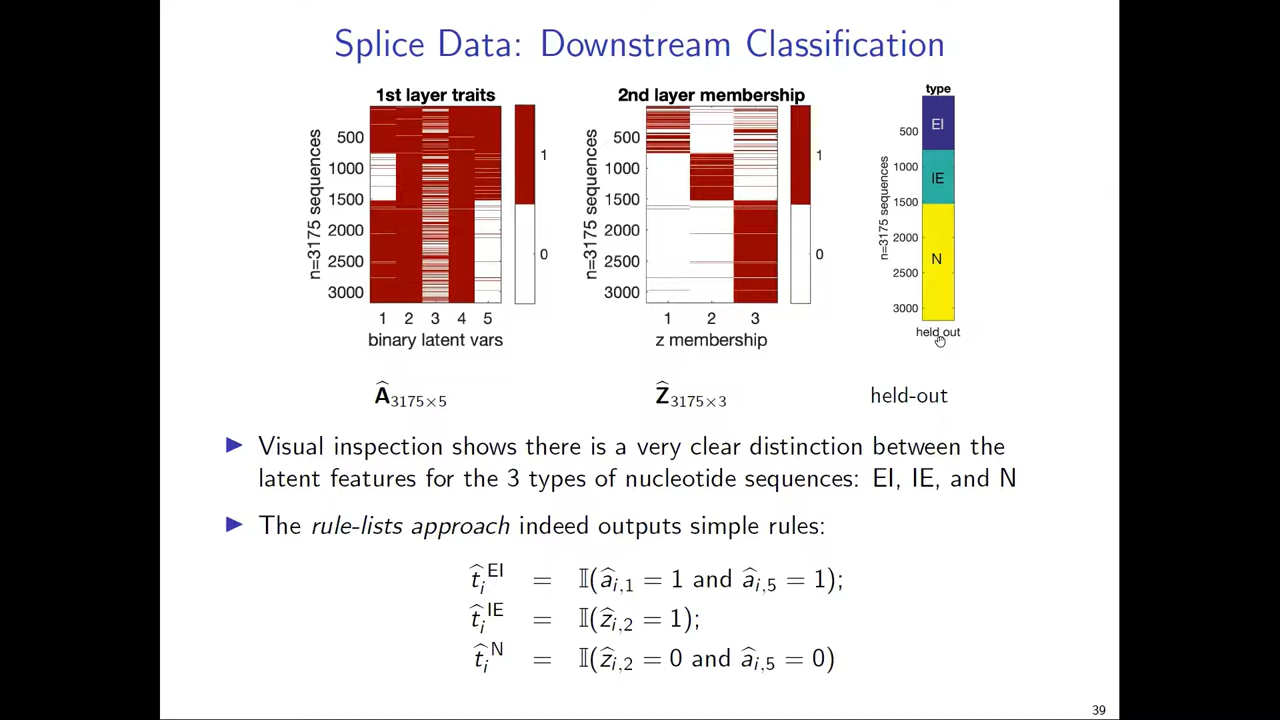 Splice Data: Downstream Classification
1st layer traits
n=3175 sequences
500
1000
1500
2000
2500
3000
1 2 3 4 5
binary latent vars
1
0
2nd layer membership
n=3175 sequences
500
1000
1500
2000
2500
3000
1 2 3
z membership
1
0
type
n=3175 sequences
500
1000
1500
2000
2500
3000
EI
IE
N
held out
Â₃₁₇₅×₅
Ẑ₃₁₇₅×₃
held-out
▶ Visual inspection shows there is a very clear distinction between the
latent features for the 3 types of nucleotide sequences: EI, IE, and N
▶ The rule-lists approach indeed outputs simple rules:
t̂ᵢ^EI = 𝕀(âᵢ,₁ = 1 and âᵢ,₅ = 1);
t̂ᵢ^IE = 𝕀(ẑᵢ,₂ = 1);
t̂ᵢ^N = 𝕀(ẑᵢ,₂ = 0 and âᵢ,₅ = 0)
39